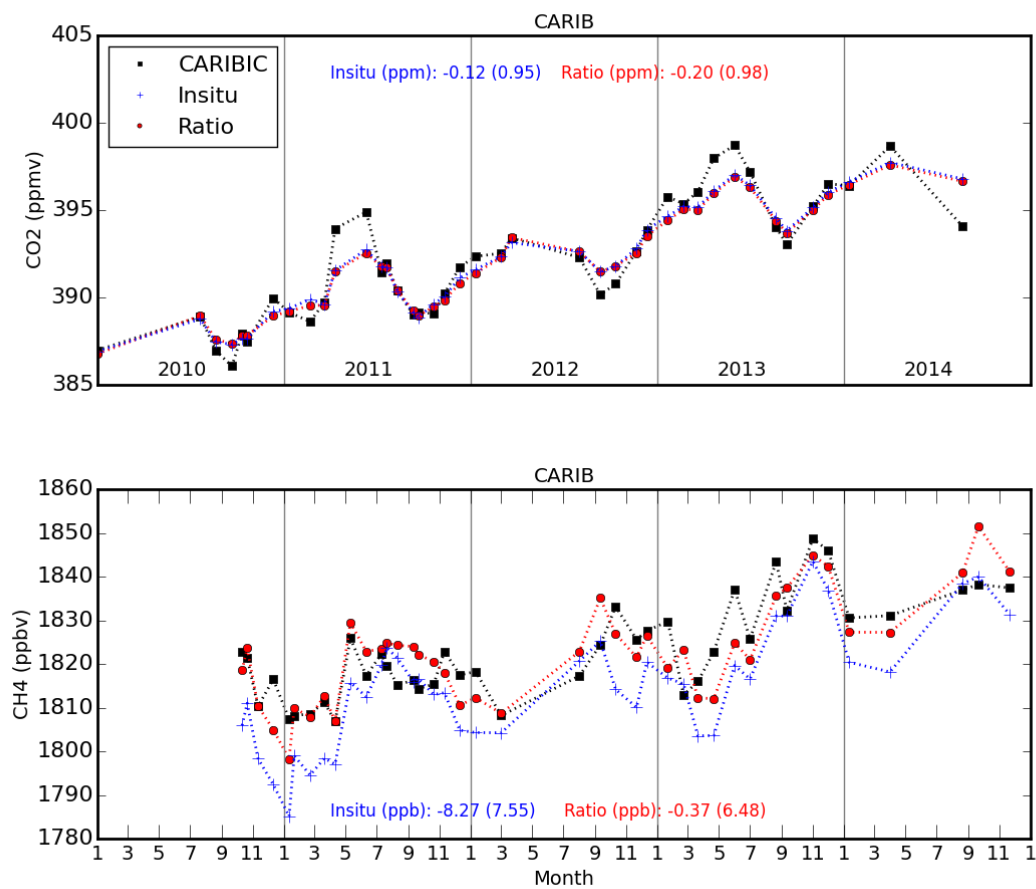 CARIB
405
400
395
390
385
CO2 (ppmv)
CARIBIC
Insitu
Ratio
Insitu (ppm): -0.12 (0.95) Ratio (ppm): -0.20 (0.98)
2010 2011 2012 2013 2014
CARIB
1860
1850
1840
1830
1820
1810
1800
1790
1780
CH4 (ppbv)
Insitu (ppb): -8.27 (7.55) Ratio (ppb): -0.37 (6.48)
1 3 5 7 9 11 1 3 5 7 9 11 1 3 5 7 9 11 1 3 5 7 9 11 1 3 5 7 9 11 1
Month